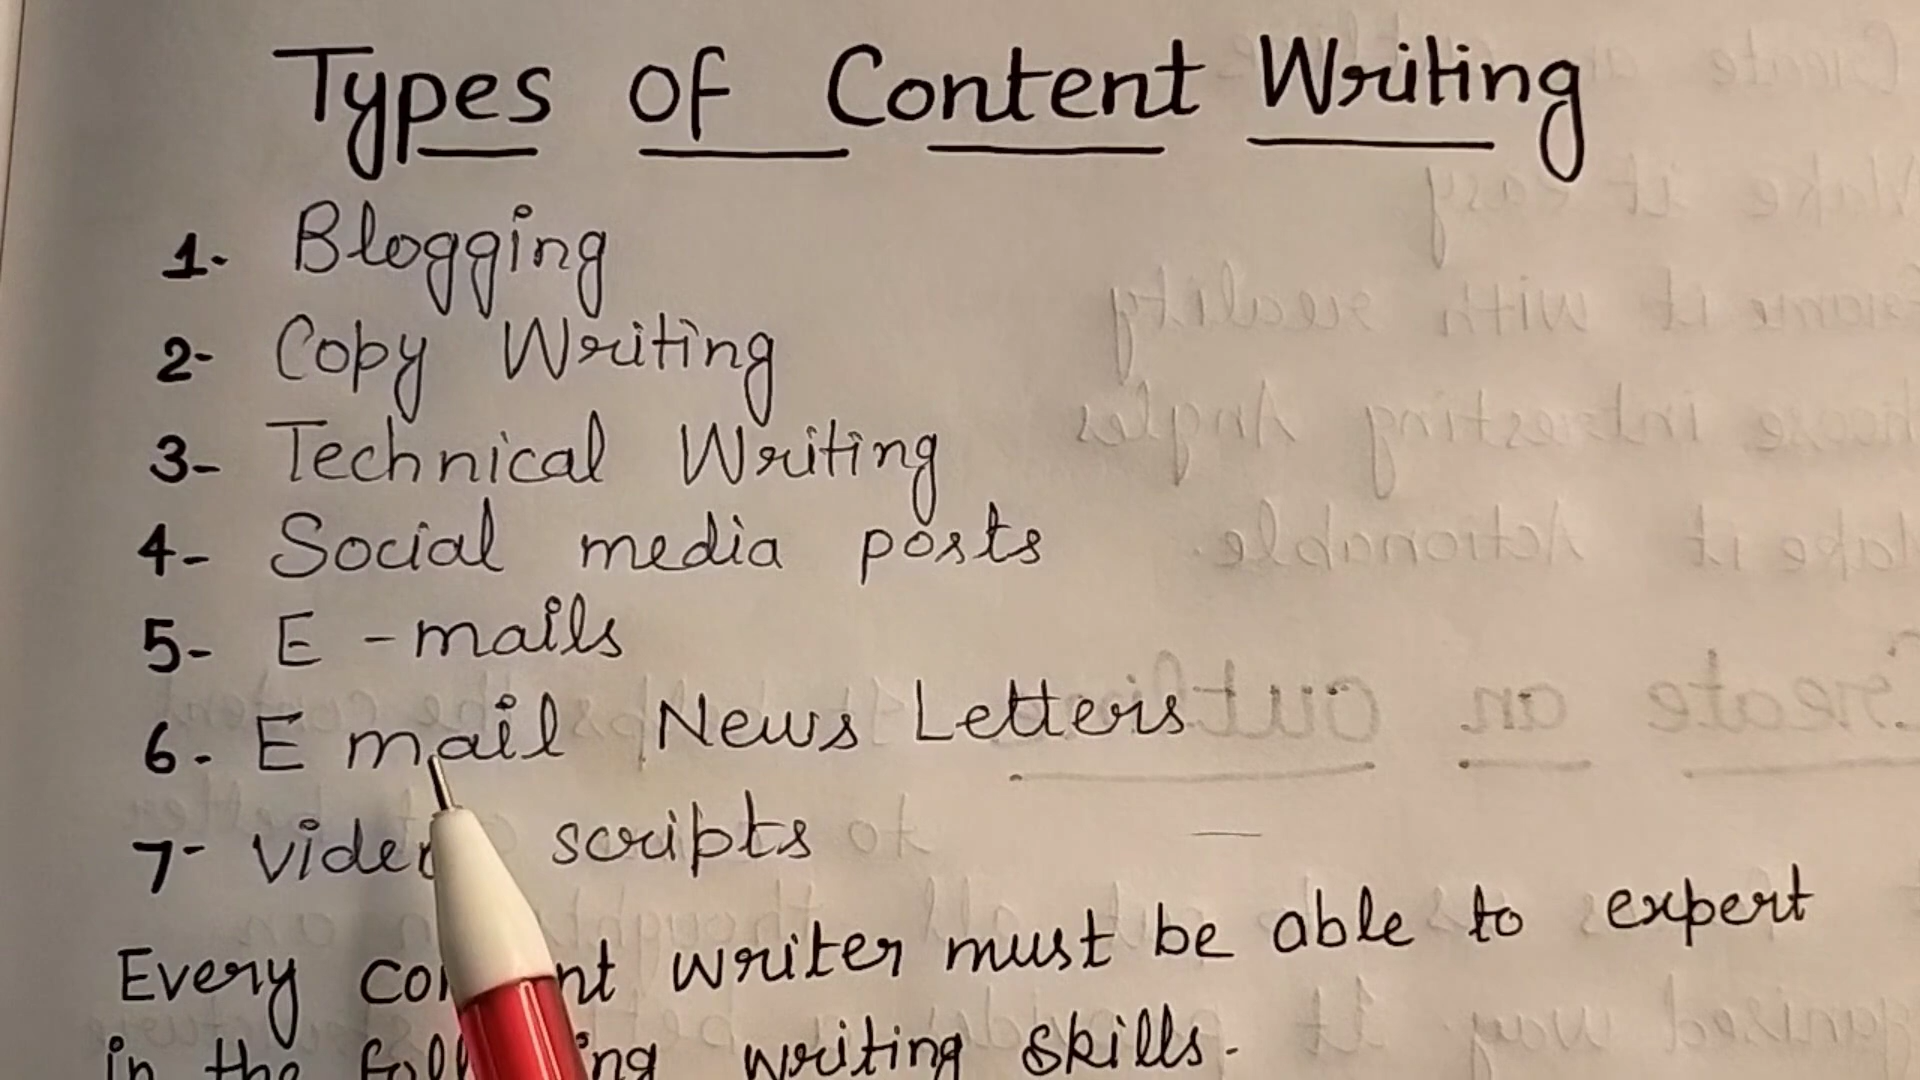 Types of Content Writing
1- Blogging
2- Copy Writing
3- Technical Writing
4- Social media posts
5- E-mails
6- E mail News Letters
7- scripts
Every writer must be able to expert
in the writing skills.